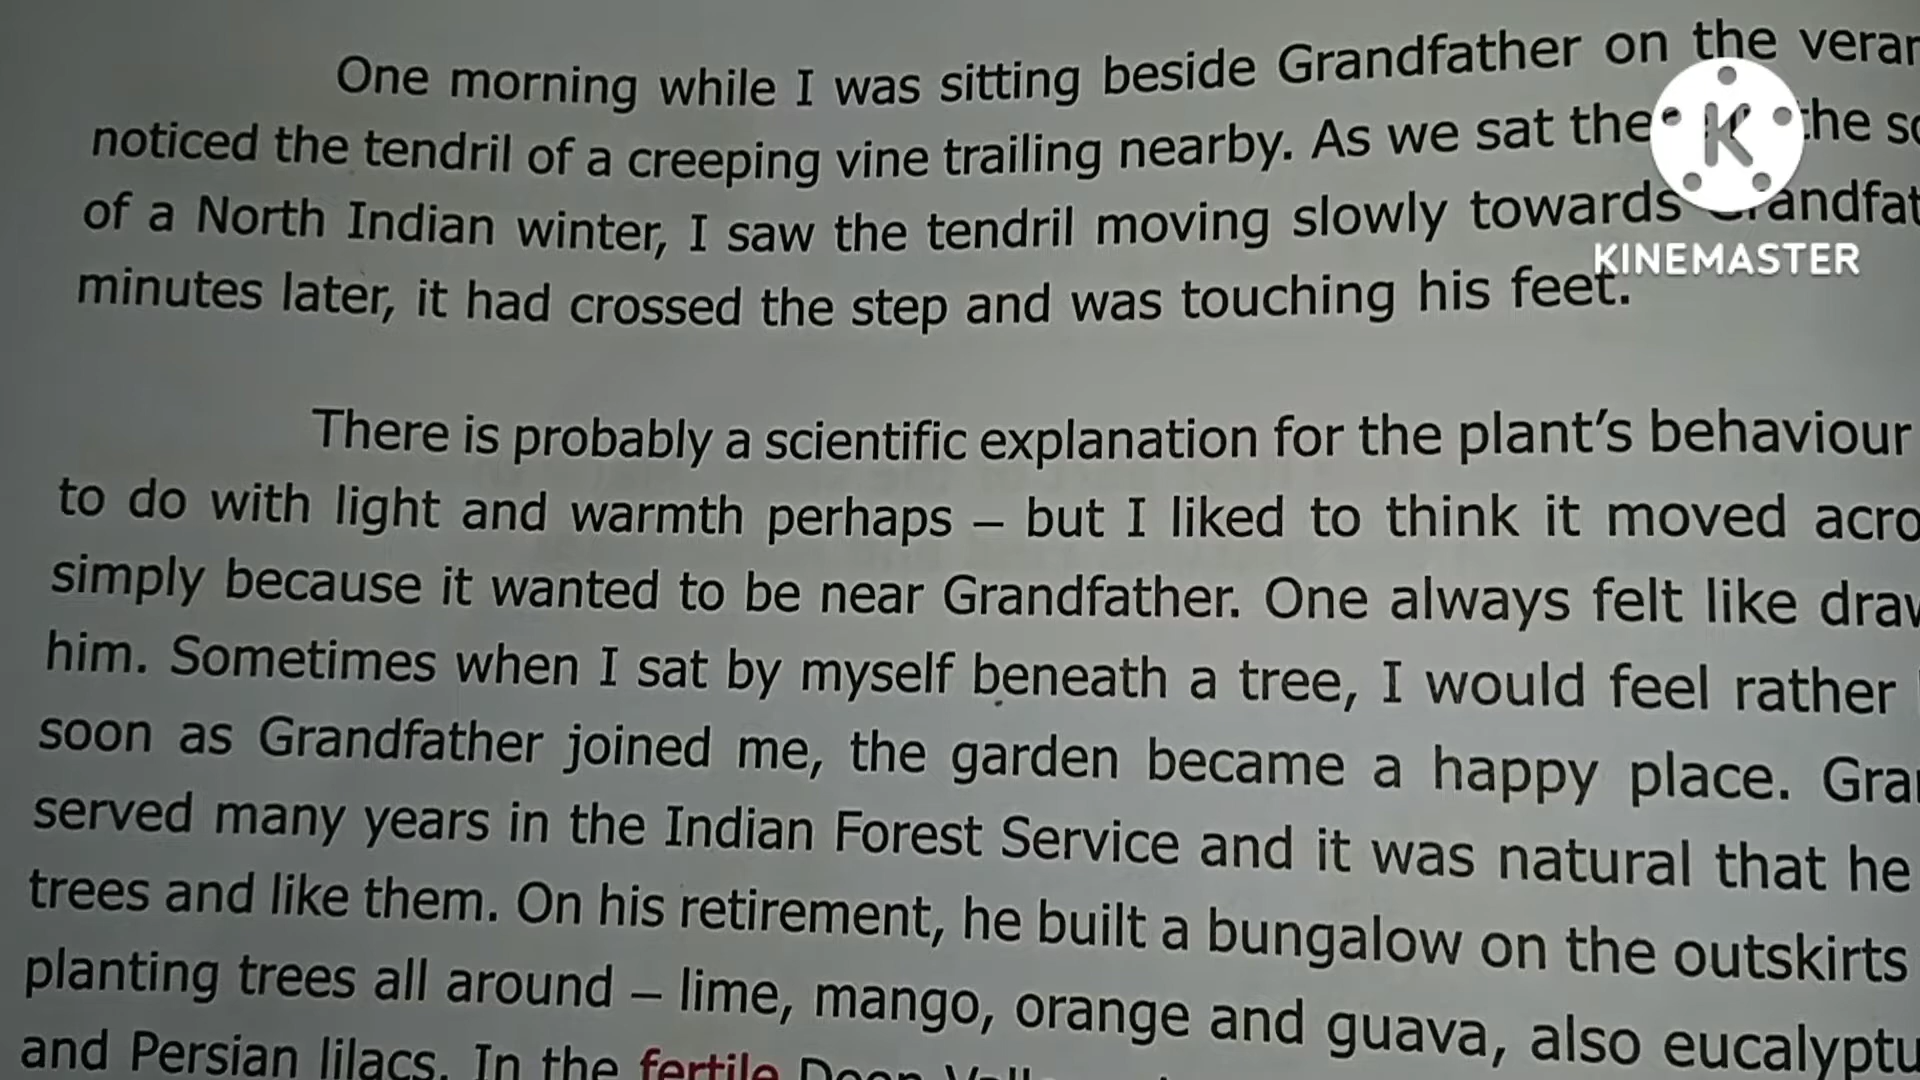 One morning while I was sitting beside Grandfather on the
noticed the tendril of a creeping vine trailing nearby. As we sat the
of a North Indian winter, I saw the tendril moving slowly towards
minutes later, it had crossed the step and was touching his feet.
There is probably a scientific explanation for the plant's behaviour
to do with light and warmth perhaps – but I liked to think it moved
simply because it wanted to be near Grandfather. One always felt like
him. Sometimes when I sat by myself beneath a tree, I would feel rather
soon as Grandfather joined me, the garden became a happy place.
served many years in the Indian Forest Service and it was natural that he
trees and like them. On his retirement, he built a bungalow on the outskirts
planting trees all around – lime, mango, orange and guava, also
and Persian lilacs. In the fertile
K
KINEMASTER